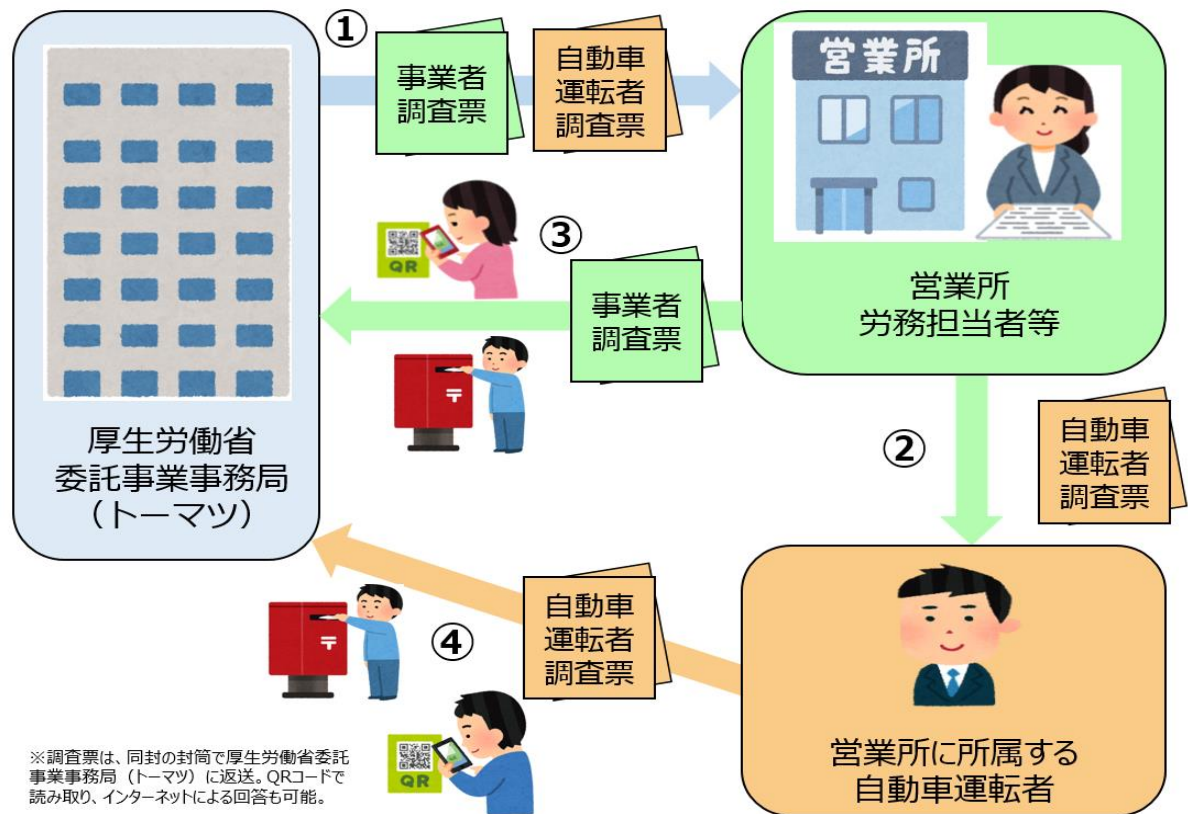 ①
事業者
調査票
自動車
運転者
調査票
営業所
QR
③
事業者
調査票
営業所
労務担当者等
〒
厚生労働省
委託事業事務局
（トーマツ）
②
自動車
運転者
調査票
自動車
運転者
調査票
④
〒
QR
営業所に所属する
自動車運転者
※調査票は、同封の封筒で厚生労働省委託
事業事務局（トーマツ）に返送。QRコードで
読み取り、インターネットによる回答も可能。